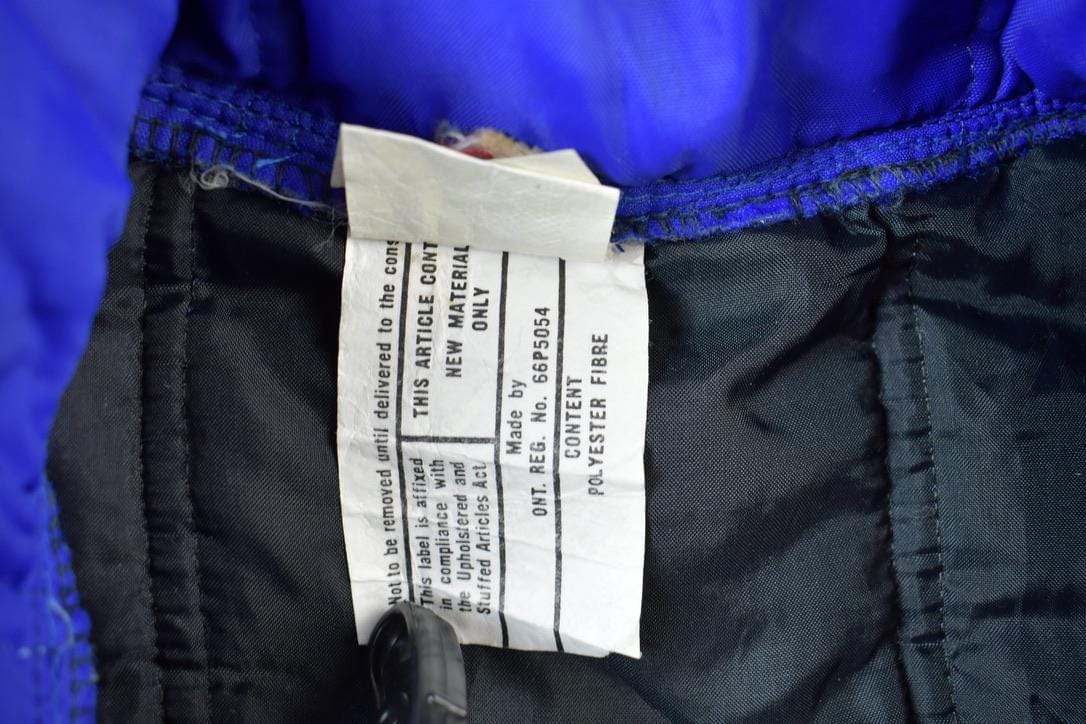 Not to be removed until delivered to the cons
THIS ARTICLE CONT
NEW MATERIAL
ONLY
This label is affixed
in compliance with
the Upholstered and
Stuffed Articles Act
Made by
ONT. REG. No. 66P5054
CONTENT
POLYESTER FIBRE